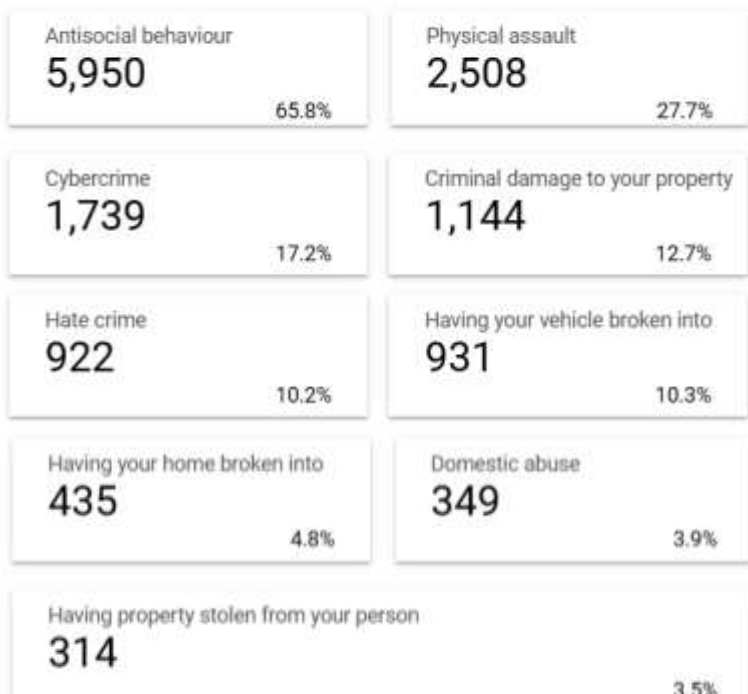 Antisocial behaviour
5,950
65.8%
Physical assault
2,508
27.7%
Cybercrime
1,739
17.2%
Criminal damage to your property
1,144
12.7%
Hate crime
922
10.2%
Having your vehicle broken into
931
10.3%
Having your home broken into
435
4.8%
Domestic abuse
349
3.9%
Having property stolen from your person
314
3.5%